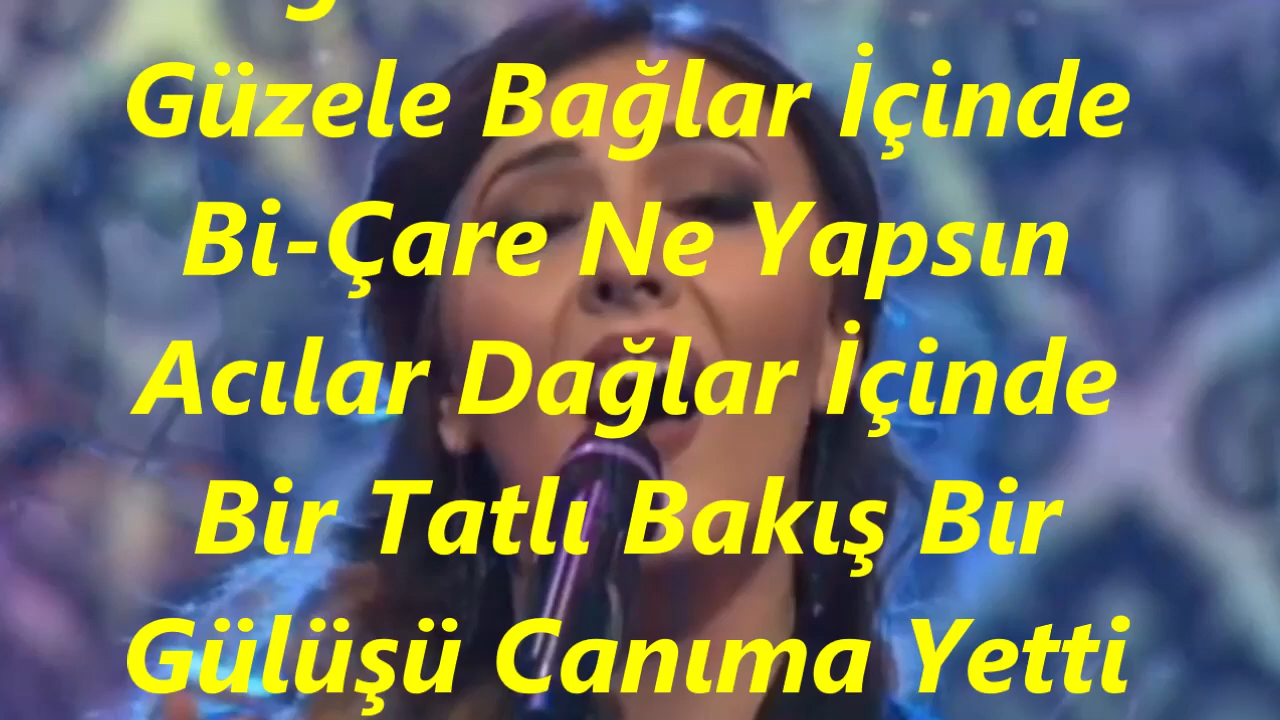 Güzele Bağlar İçinde
Bi-Çare Ne Yapsın
Acılar Dağlar İçinde
Bir Tatlı Bakış Bir
Gülüşü Canıma Yetti